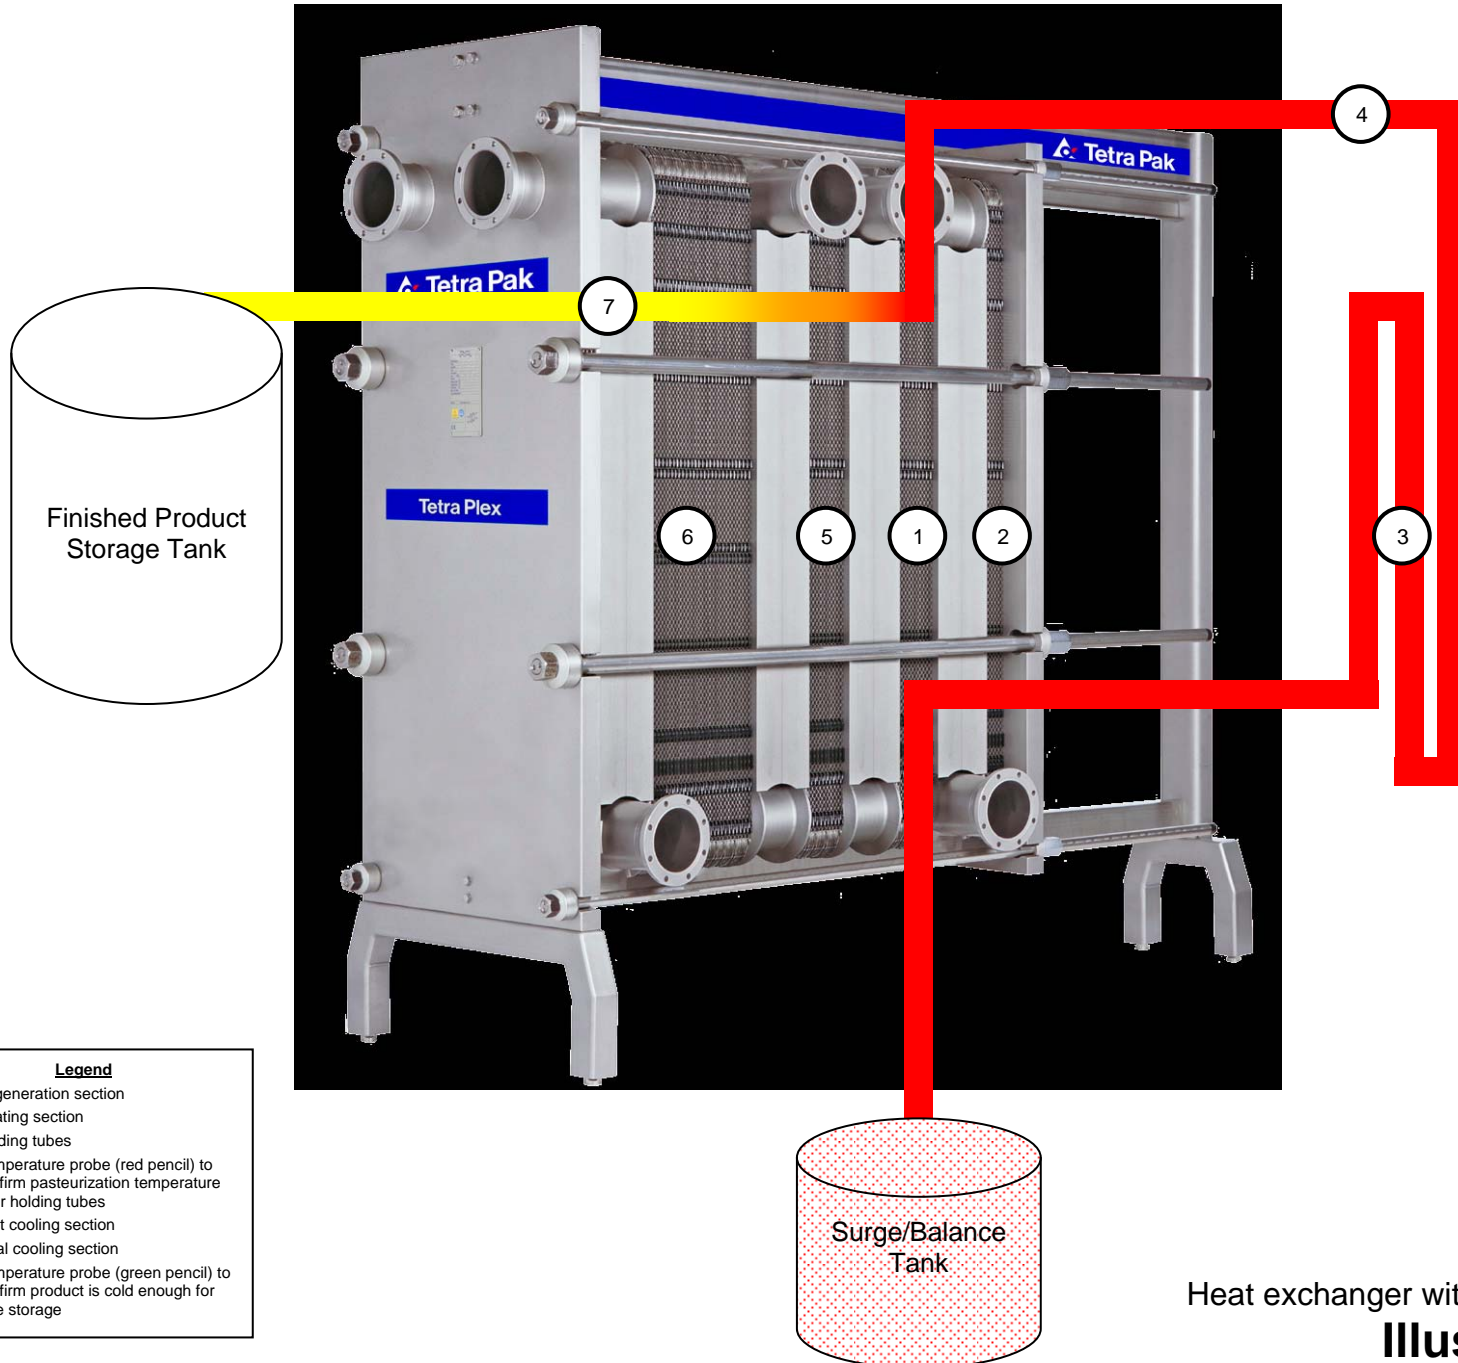 4
Tetra Pak
Tetra Pak
7
Finished Product
Storage Tank
Tetra Plex
6
5
1
2
3
Legend
generation section
ating section
ding tubes
mperature probe (red pencil) to
firm pasteurization temperature
r holding tubes
t cooling section
al cooling section
mperature probe (green pencil) to
firm product is cold enough for
e storage
Surge/Balance
Tank
Heat exchanger wit
Illus